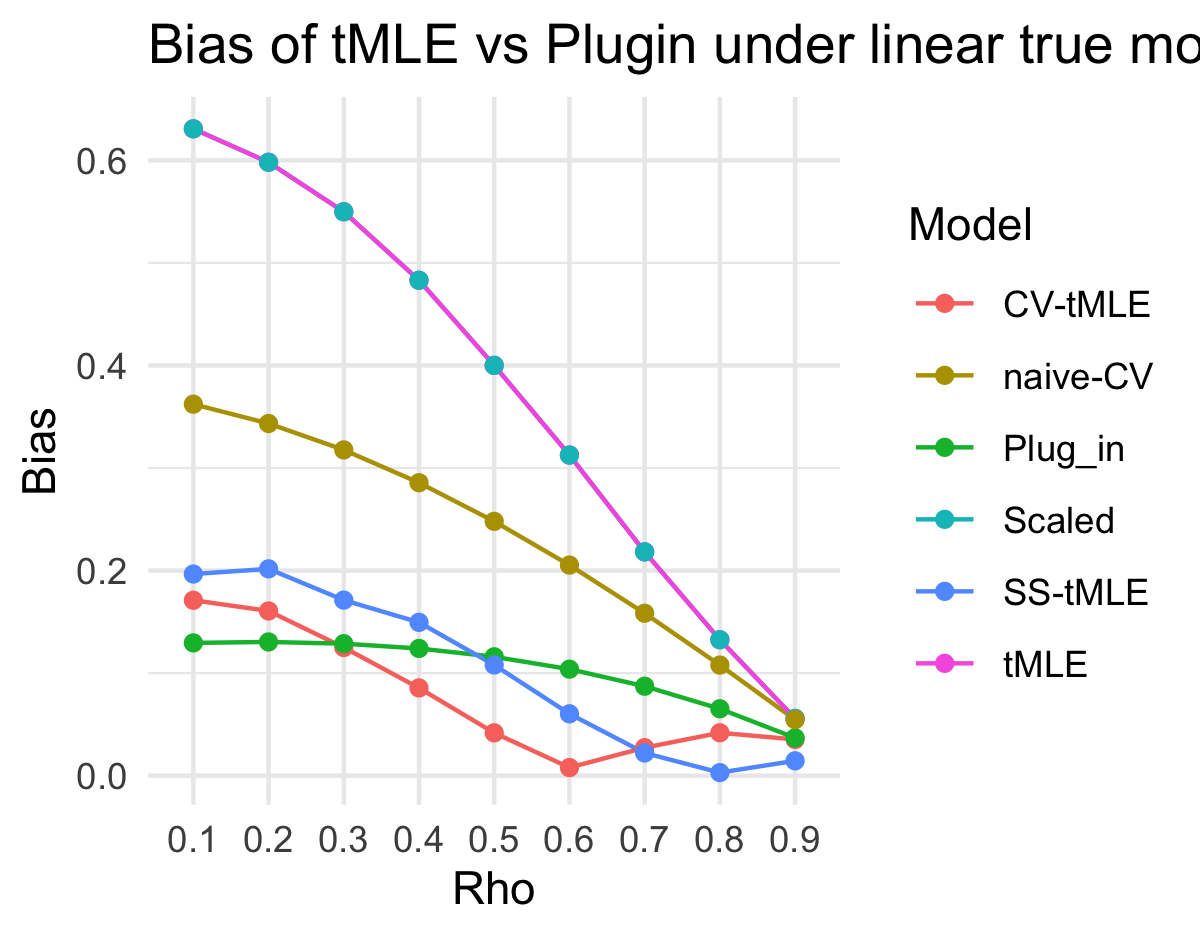 Bias of tMLE vs Plugin under linear true mo
0.6
0.4
0.2
0.0
Bias
0.1 0.2 0.3 0.4 0.5 0.6 0.7 0.8 0.9
Rho
Model
CV-tMLE
naive-CV
Plug_in
Scaled
SS-tMLE
tMLE